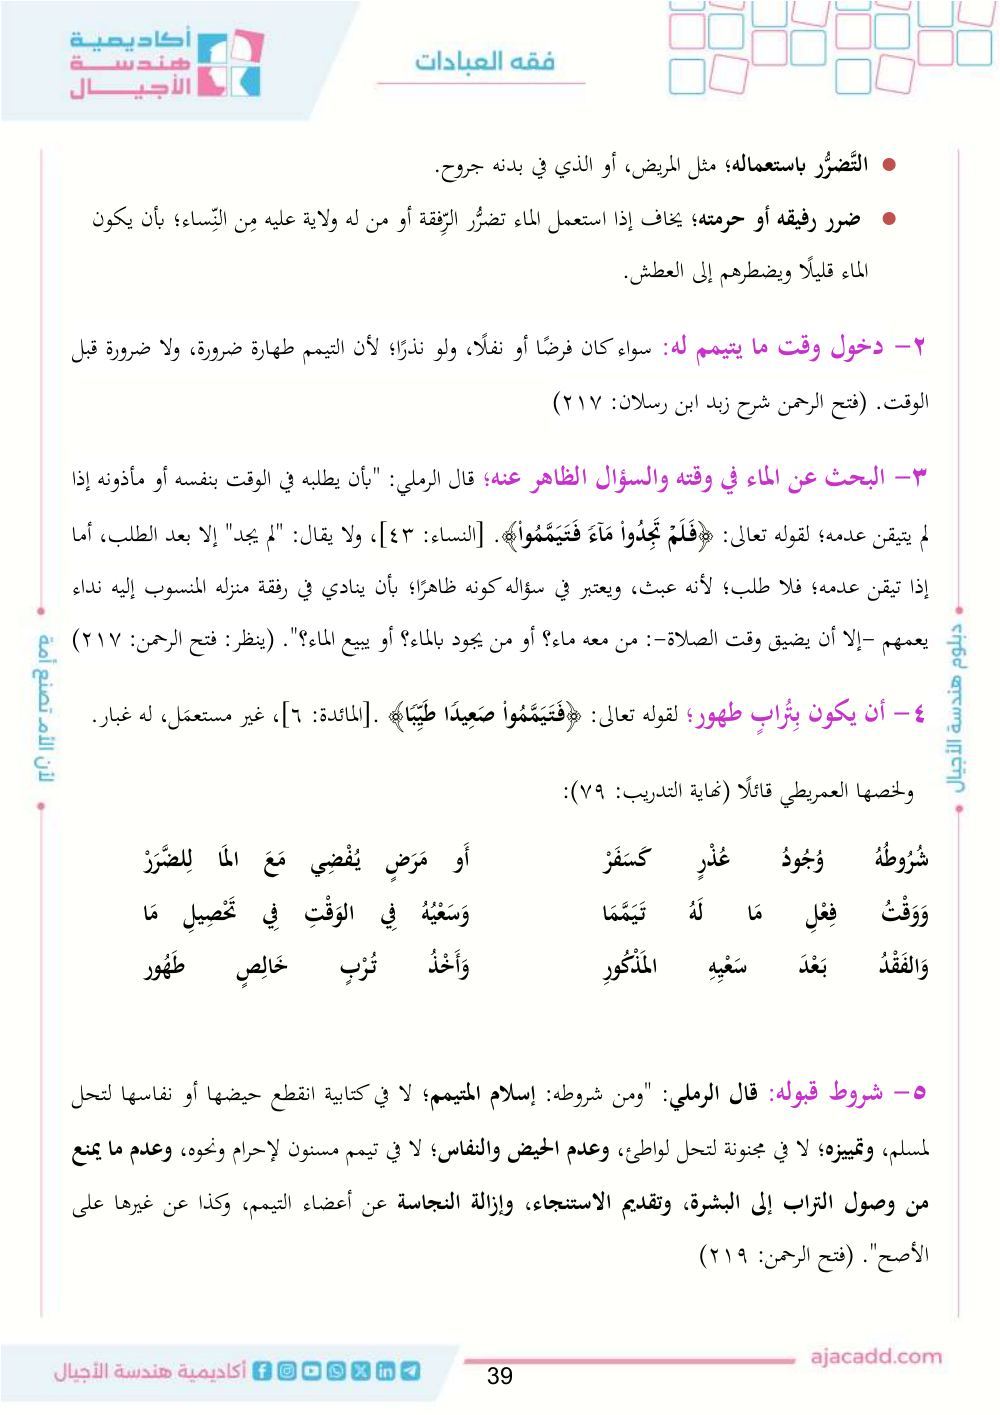 أكاديمية
هندسة
الأجيال
فقه العبادات
● التَّضرُّر باستعماله؛ مثل المريض، أو الذي في بدنه جروح.
● ضرر رفيقه أو حرمته؛ يخاف إذا استعمل الماء تضرُّر الرِّفقة أو من له ولاية عليه مِن النِّساء؛ بأن يكون
الماء قليلًا ويضطرهم إلى العطش.
٢- دخول وقت ما يتيمم له: سواء كان فرضًا أو نفلًا، ولو نذرًا؛ لأن التيمم طهارة ضرورة، ولا ضرورة قبل
الوقت. (فتح الرحمن شرح زبد ابن رسلان: ٢١٧)
٣- البحث عن الماء في وقته والسؤال الظاهر عنه؛ قال الرملي: "بأن يطلبه في الوقت بنفسه أو مأذونه إذا
لم يتيقن عدمه؛ لقوله تعالى: ﴿فَلَمۡ تَجِدُواْ مَآءٗ فَتَيَمَّمُواْ﴾. [النساء: ٤٣]، ولا يقال: "لم يجد" إلا بعد الطلب، أما
إذا تيقن عدمه؛ فلا طلب؛ لأنه عبث، ويعتبر في سؤاله كونه ظاهرًا؛ بأن ينادي في رفقة منزله المنسوب إليه نداء
يعمهم -إلا أن يضيق وقت الصلاة-: من معه ماء؟ أو من يجود بالماء؟ أو يبيع الماء؟". (ينظر: فتح الرحمن: ٢١٧)
٤- أن يكون بِتُرابٍ طهور؛ لقوله تعالى: ﴿فَتَيَمَّمُواْ صَعِيدٗا طَيِّبٗا﴾ .[المائدة: ٦]، غير مستعمَل، له غبار.
ولخصها العمريطي قائلًا (نهاية التدريب: ٧٩):
شُرُوطُهُ وُجُودُ عُذْرٍ كَسَفَرْ أَو مَرَضٍ يُفْضِي مَعَ المَا لِلضَّرَرْ
وَوَقْتُ فِعْلِ مَا لَهُ تَيَمَّمَا وَسَعْيُهُ فِي الوَقْتِ فِي تَحْصِيلِ مَا
وَالفَقْدُ بَعْدَ سَعْيِهِ المَذْكُورِ وَأَخْذُ تُرْبٍ خَالِصٍ طَهُور
٥- شروط قبوله: قال الرملي: "ومن شروطه: إسلام المتيمم؛ لا في كتابية انقطع حيضها أو نفاسها لتحل
لمسلم، وتمييزه؛ لا في مجنونة لتحل لواطئ، وعدم الحيض والنفاس؛ لا في تيمم مسنون لإحرام ونحوه، وعدم ما يمنع
من وصول التراب إلى البشرة، وتقديم الاستنجاء، وإزالة النجاسة عن أعضاء التيمم، وكذا عن غيرها على
الأصح". (فتح الرحمن: ٢١٩)
دبلوم هندسة الأجيال
لأن الأمـ تصنع أمة
ajacadd.com
39
أكاديمية هندسة الأجيال